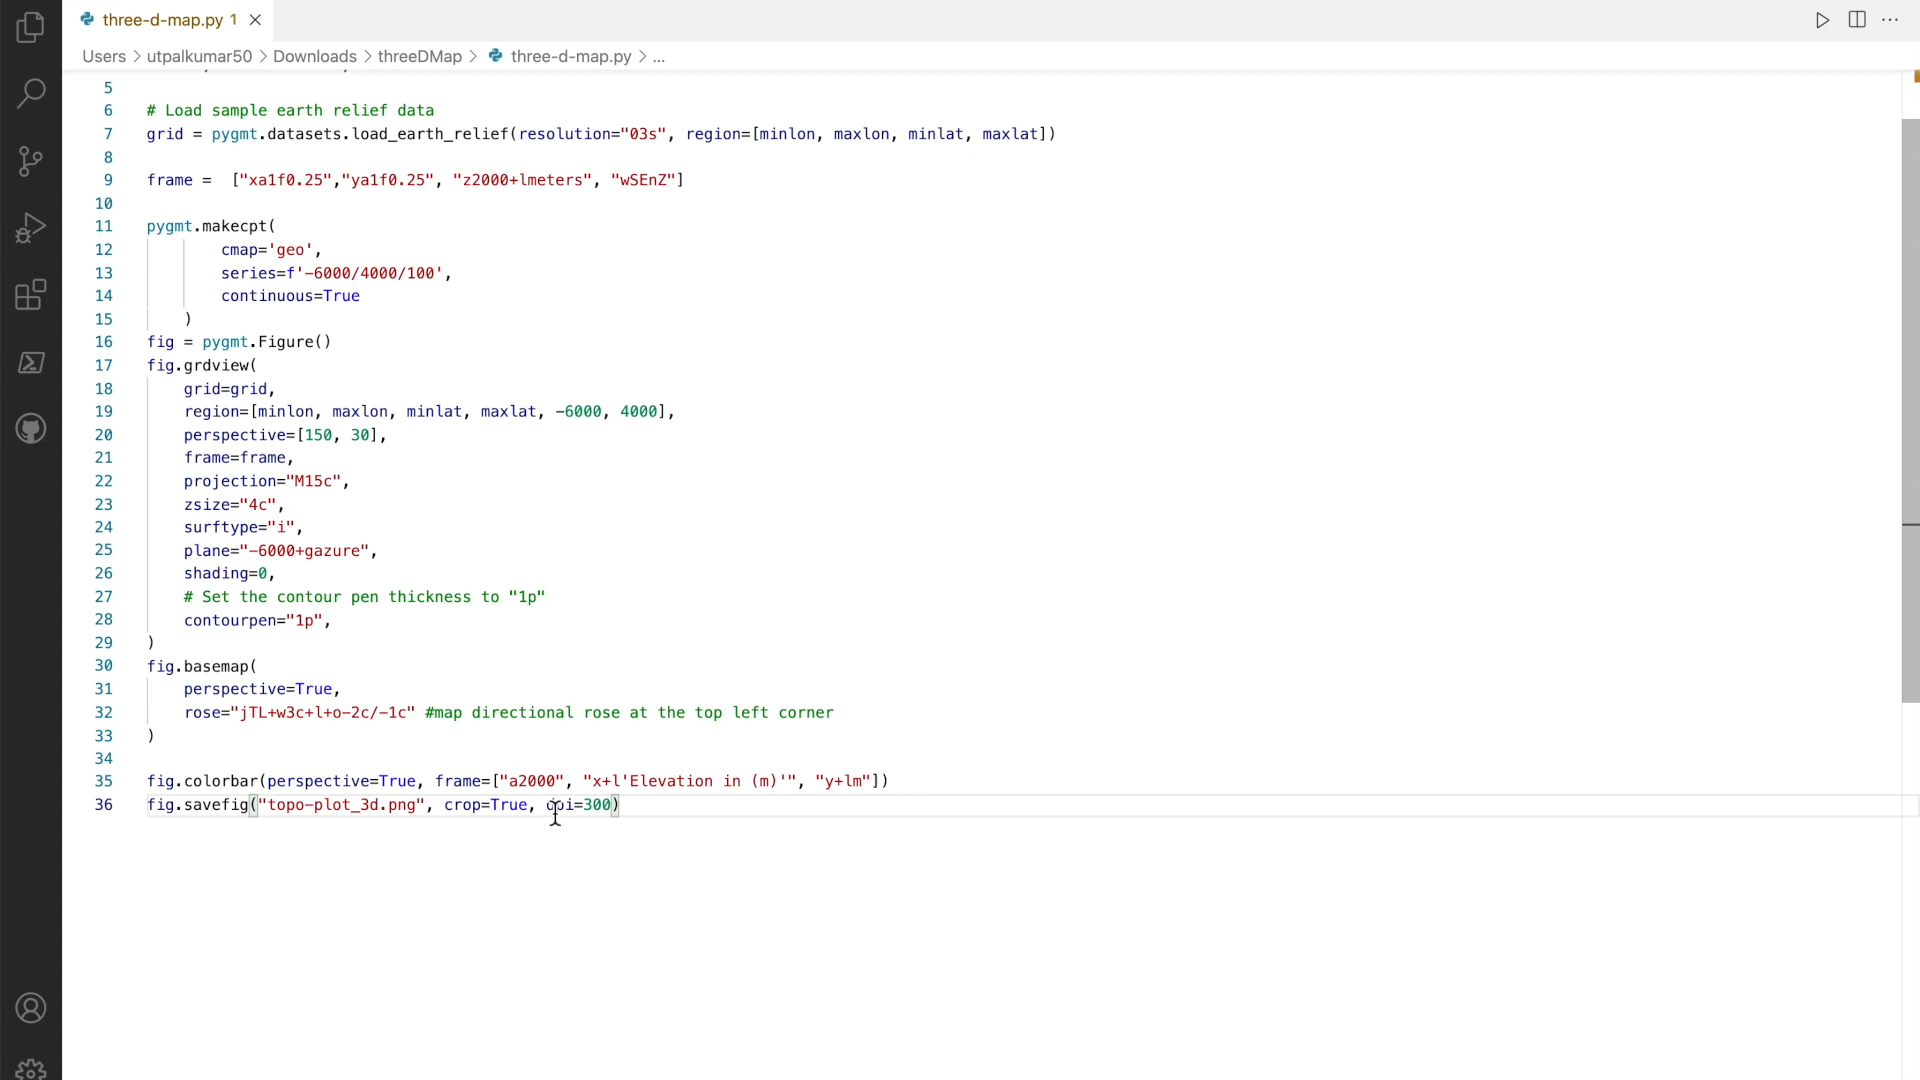 three-d-map.py 1
Users > utpalkumar50 > Downloads > threeDMap > three-d-map.py > ...
5
6 # Load sample earth relief data
7 grid = pygmt.datasets.load_earth_relief(resolution="03s", region=[minlon, maxlon, minlat, maxlat])
8
9 frame =  ["xa1f0.25","ya1f0.25", "z2000+lmeters", "wSEnZ"]
10
11 pygmt.makecpt(
12         cmap='geo',
13         series=f'-6000/4000/100',
14         continuous=True
15     )
16 fig = pygmt.Figure()
17 fig.grdview(
18     grid=grid,
19     region=[minlon, maxlon, minlat, maxlat, -6000, 4000],
20     perspective=[150, 30],
21     frame=frame,
22     projection="M15c",
23     zsize="4c",
24     surftype="i",
25     plane="-6000+gazure",
26     shading=0,
27     # Set the contour pen thickness to "1p"
28     contourpen="1p",
29 )
30 fig.basemap(
31     perspective=True,
32     rose="jTL+w3c+l+o-2c/-1c" #map directional rose at the top left corner
33 )
34
35 fig.colorbar(perspective=True, frame=["a2000", "x+l'Elevation in (m)'", "y+lm"])
36 fig.savefig("topo-plot_3d.png", crop=True, dpi=300)